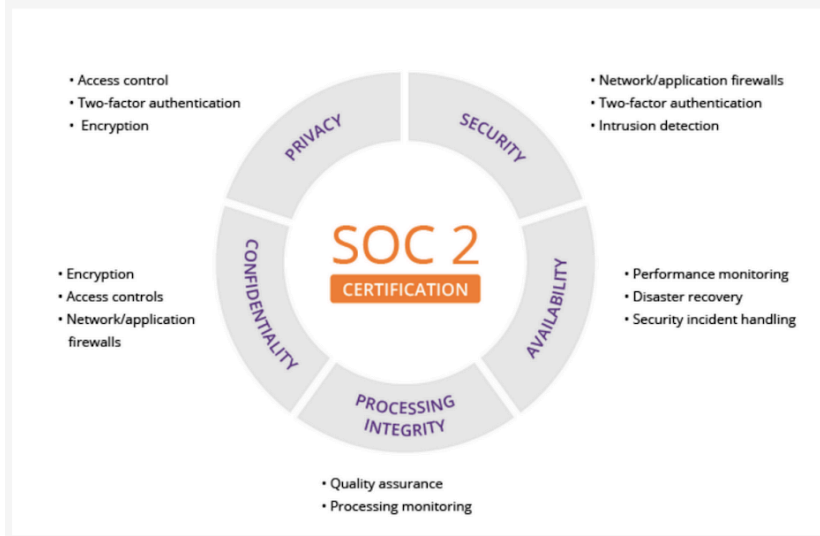 • Access control
• Two-factor authentication
• Encryption
PRIVACY
• Network/application firewalls
• Two-factor authentication
• Intrusion detection
SECURITY
SOC 2
CERTIFICATION
• Encryption
• Access controls
• Network/application
firewalls
CONFIDENTIALITY
• Performance monitoring
• Disaster recovery
• Security incident handling
AVAILABILITY
PROCESSING
INTEGRITY
• Quality assurance
• Processing monitoring